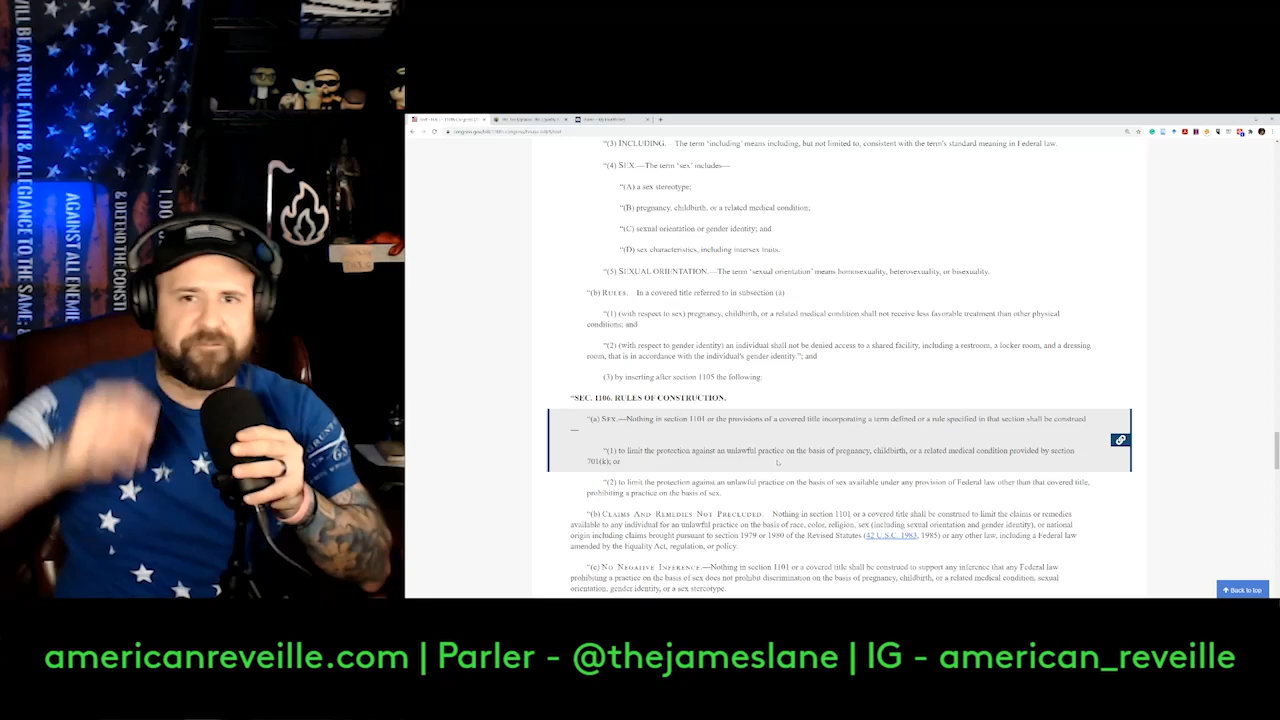 WILL BEAR TRUE FAITH & ALLEGIANCE TO THE SAME;
AGAINST ALL ENEMIE
& DEFEND THE CONSTI
I, DO
congress.gov/bill/
"(3) INCLUDING.—The term 'including' means including, but not limited to, consistent with the term's standard meaning in Federal law.
"(4) SEX.—The term 'sex' includes—
"(A) a sex stereotype;
"(B) pregnancy, childbirth, or a related medical condition;
"(C) sexual orientation or gender identity; and
"(D) sex characteristics, including intersex traits.
"(5) SEXUAL ORIENTATION.—The term 'sexual orientation' means homosexuality, heterosexuality, or bisexuality.
"(b) RULES. In a covered title referred to in subsection (a)
"(1) (with respect to sex) pregnancy, childbirth, or a related medical condition shall not receive less favorable treatment than other physical
conditions; and
"(2) (with respect to gender identity) an individual shall not be denied access to a shared facility, including a restroom, a locker room, and a dressing
room, that is in accordance with the individual's gender identity."; and
(3) by inserting after section 1105 the following:
"SEC. 1106. RULES OF CONSTRUCTION.
"(a) SEX.—Nothing in section 1101 or the provisions of a covered title incorporating a term defined or a rule specified in that section shall be construed
—
"(1) to limit the protection against an unlawful practice on the basis of pregnancy, childbirth, or a related medical condition provided by section
701(k); or
"(2) to limit the protection against an unlawful practice on the basis of sex available under any provision of Federal law other than that covered title,
prohibiting a practice on the basis of sex.
"(b) CLAIMS AND REMEDIES NOT PRECLUDED. Nothing in section 1101 or a covered title shall be construed to limit the claims or remedies
available to any individual for an unlawful practice on the basis of race, color, religion, sex (including sexual orientation and gender identity), or national
origin including claims brought pursuant to section 1979 or 1980 of the Revised Statutes (42 U.S.C. 1983, 1985) or any other law, including a Federal law
amended by the Equality Act, regulation, or policy.
"(c) NO NEGATIVE INFERENCE.—Nothing in section 1101 or a covered title shall be construed to support any inference that any Federal law
prohibiting a practice on the basis of sex does not prohibit discrimination on the basis of pregnancy, childbirth, or a related medical condition, sexual
orientation, gender identity, or a sex stereotype.
Back to top
americanreveille.com | Parler - @thejameslane | IG - american_reveille